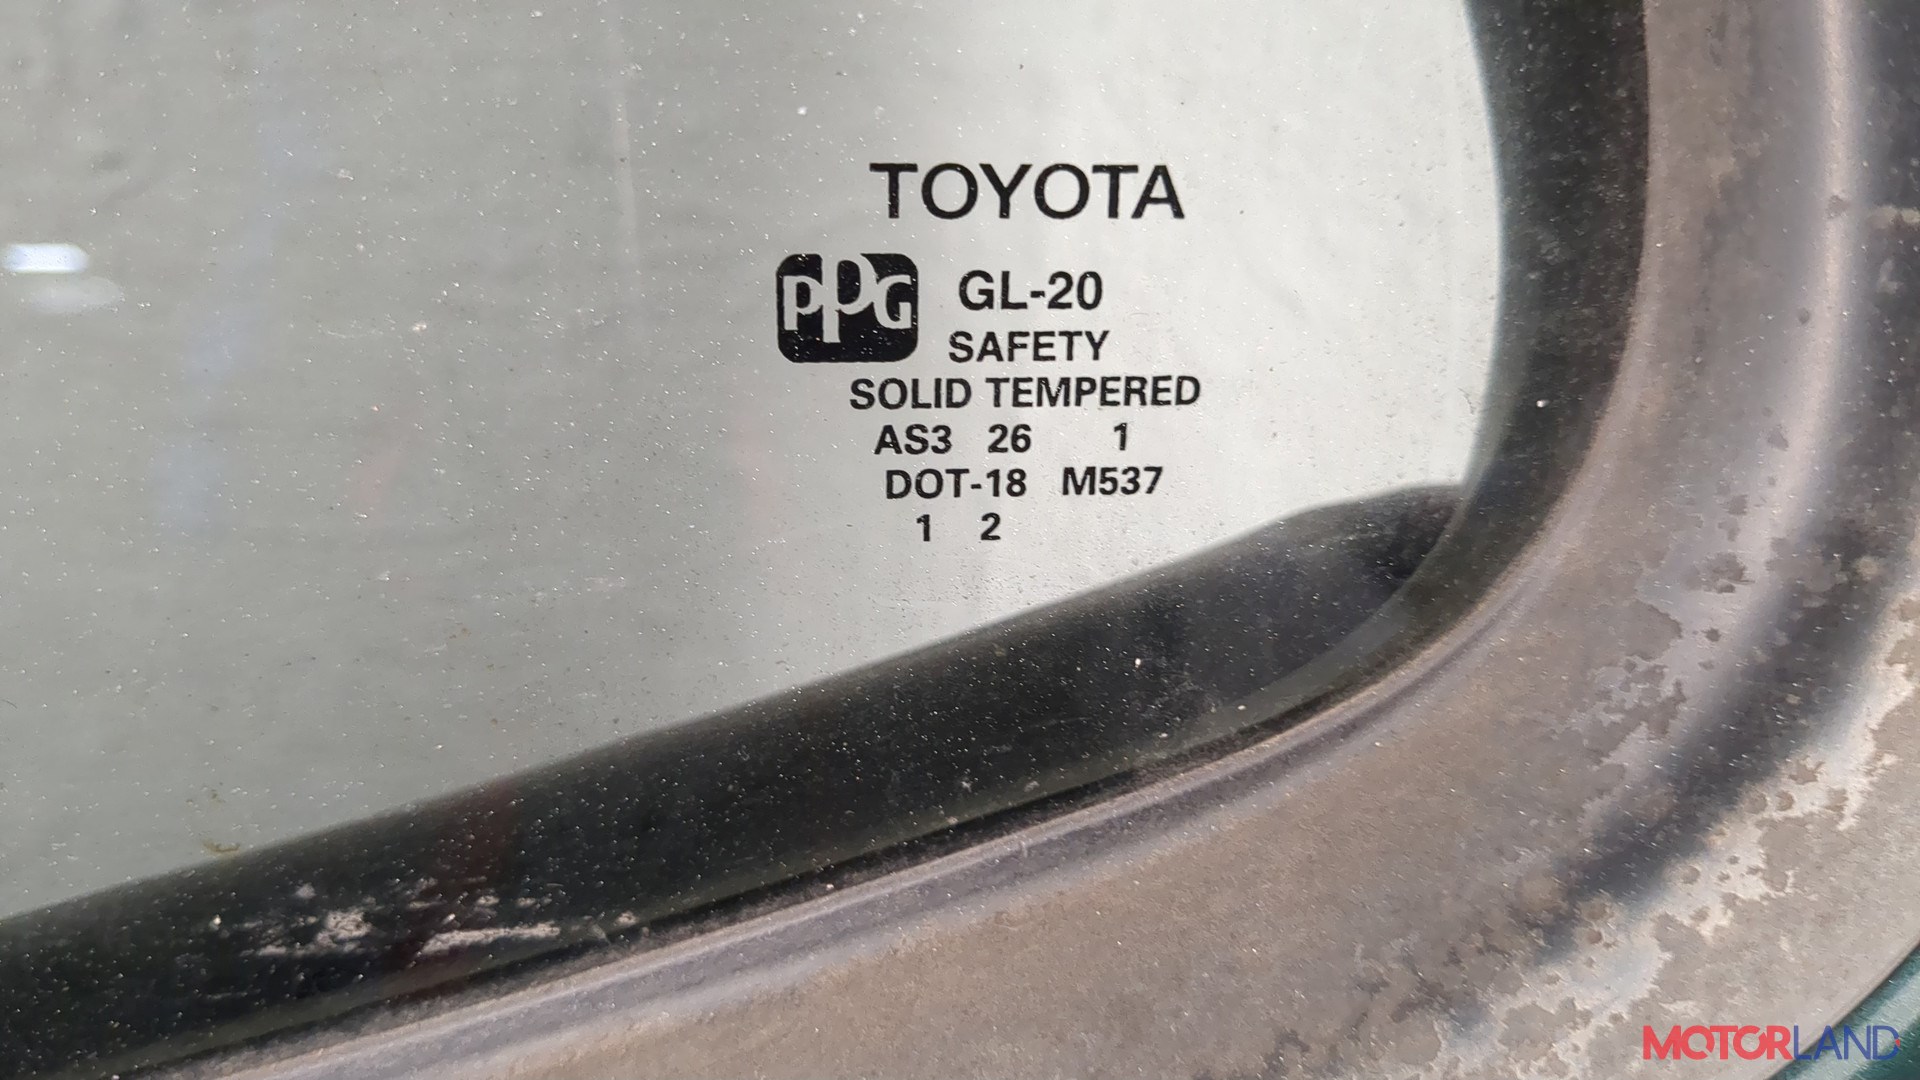 TOYOTA
PPG GL-20
SAFETY
SOLID TEMPERED
AS3 26 1
DOT-18 M537
1 2
MOTORLAND